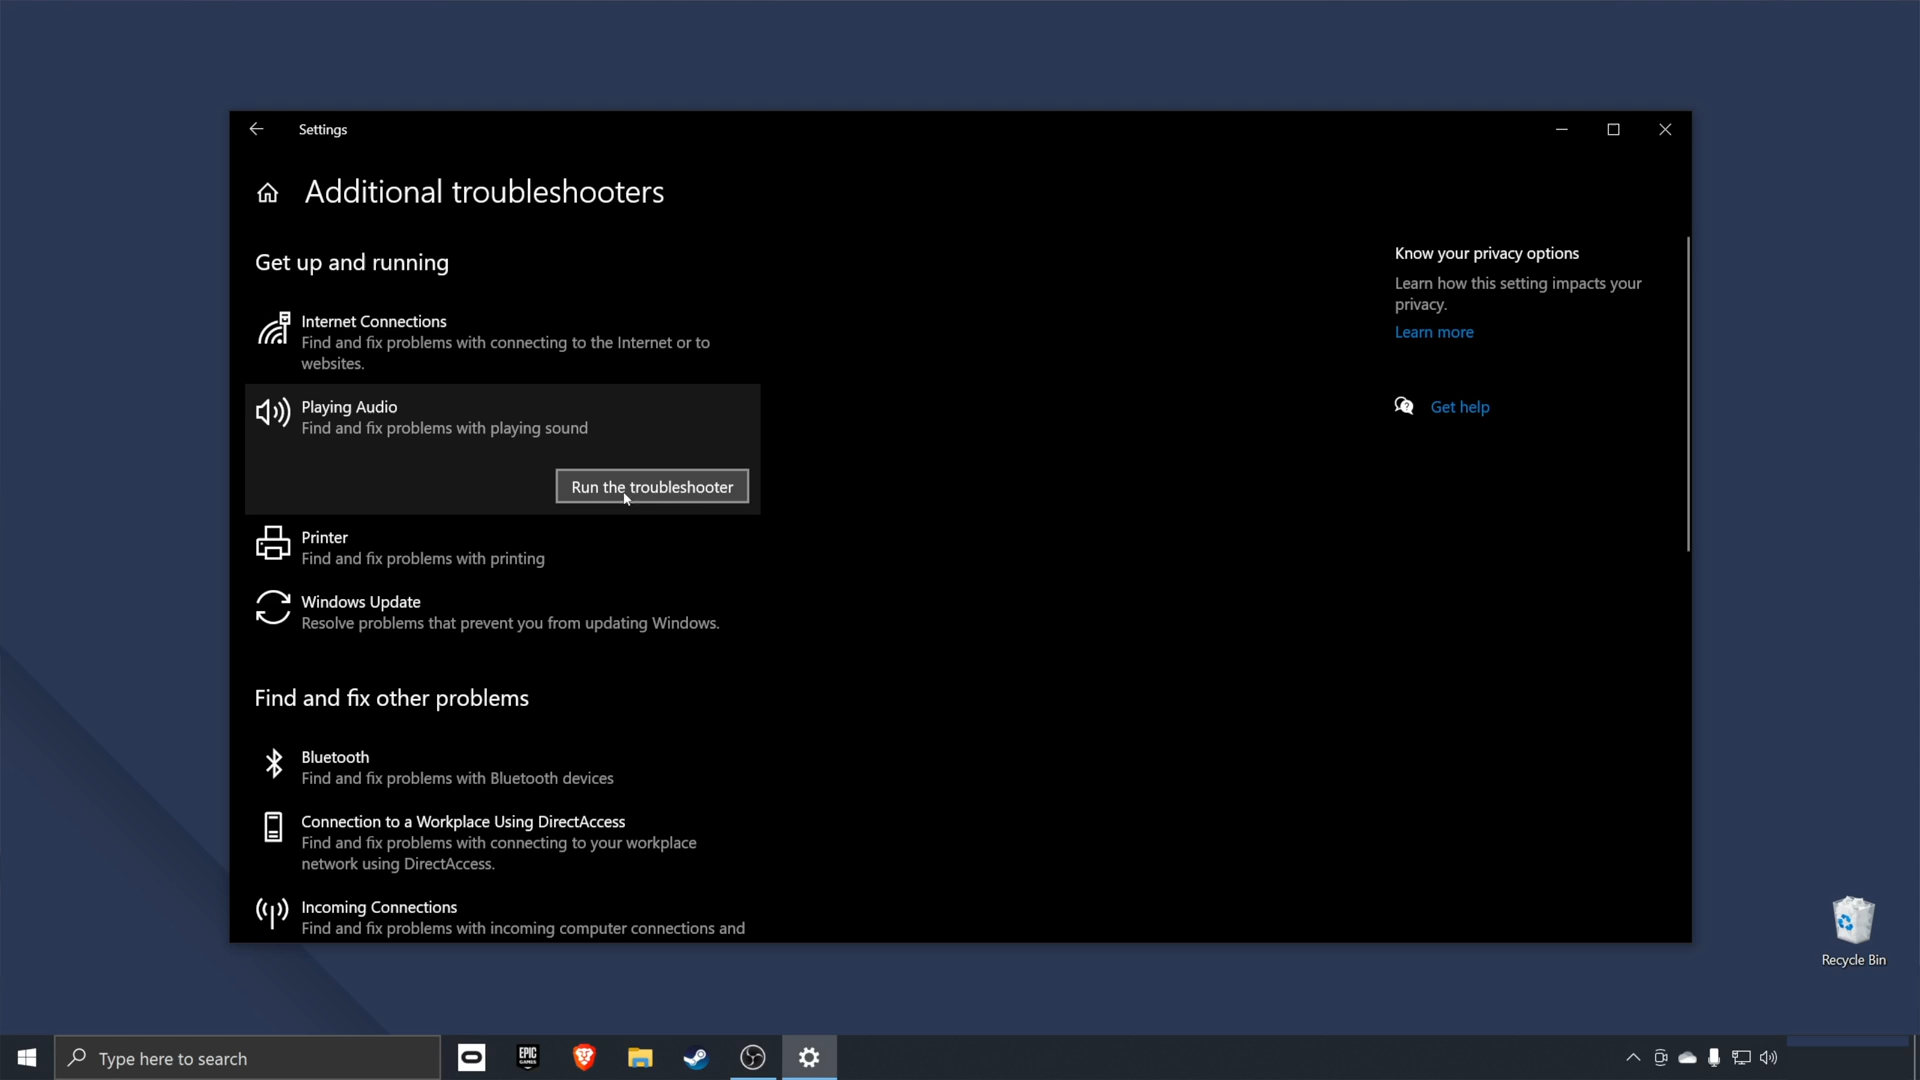 Settings
Additional troubleshooters
Get up and running
Internet Connections
Find and fix problems with connecting to the Internet or to
websites.
Playing Audio
Find and fix problems with playing sound
Run the troubleshooter
Printer
Find and fix problems with printing
Windows Update
Resolve problems that prevent you from updating Windows.
Find and fix other problems
Bluetooth
Find and fix problems with Bluetooth devices
Connection to a Workplace Using DirectAccess
Find and fix problems with connecting to your workplace
network using DirectAccess.
Incoming Connections
Find and fix problems with incoming computer connections and
Know your privacy options
Learn how this setting impacts your
privacy.
Learn more
Get help
Recycle Bin
Type here to search
EPIC
GAMES